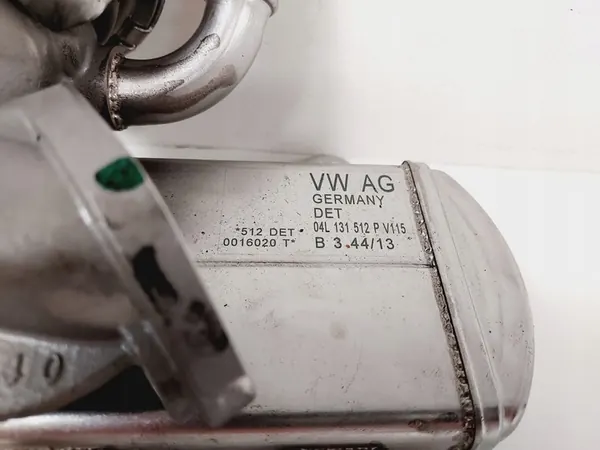 VW AG
GERMANY
DET
04L 131 512 P V115
B 3.44/13
*512 DET*
0016020 T*